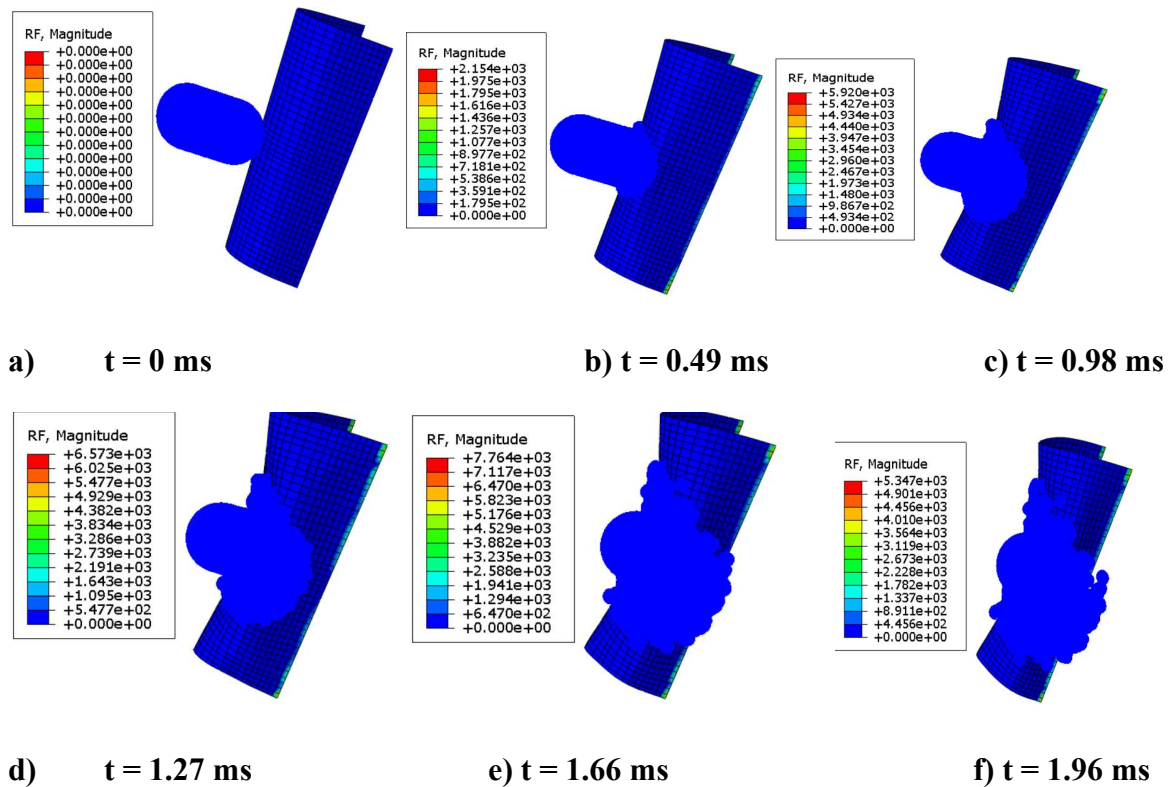 RF, Magnitude
+0.000e+00
+0.000e+00
+0.000e+00
+0.000e+00
+0.000e+00
+0.000e+00
+0.000e+00
+0.000e+00
+0.000e+00
+0.000e+00
+0.000e+00
+0.000e+00
+0.000e+00
RF, Magnitude
+2.154e+03
+1.975e+03
+1.795e+03
+1.616e+03
+1.436e+03
+1.257e+03
+1.077e+03
+8.977e+02
+7.181e+02
+5.386e+02
+3.591e+02
+1.795e+02
+0.000e+00
RF, Magnitude
+5.920e+03
+5.427e+03
+4.934e+03
+4.440e+03
+3.947e+03
+3.454e+03
+2.960e+03
+2.467e+03
+1.973e+03
+1.480e+03
+9.867e+02
+4.934e+02
+0.000e+00
a) t = 0 ms
b) t = 0.49 ms
c) t = 0.98 ms
RF, Magnitude
+6.573e+03
+6.025e+03
+5.477e+03
+4.929e+03
+4.382e+03
+3.834e+03
+3.286e+03
+2.739e+03
+2.191e+03
+1.643e+03
+1.095e+03
+5.477e+02
+0.000e+00
RF, Magnitude
+7.764e+03
+7.117e+03
+6.470e+03
+5.823e+03
+5.176e+03
+4.529e+03
+3.882e+03
+3.235e+03
+2.588e+03
+1.941e+03
+1.294e+03
+6.470e+02
+0.000e+00
RF, Magnitude
+5.347e+03
+4.901e+03
+4.456e+03
+4.010e+03
+3.564e+03
+3.119e+03
+2.673e+03
+2.228e+03
+1.782e+03
+1.337e+03
+8.911e+02
+4.456e+02
+0.000e+00
d) t = 1.27 ms
e) t = 1.66 ms
f) t = 1.96 ms